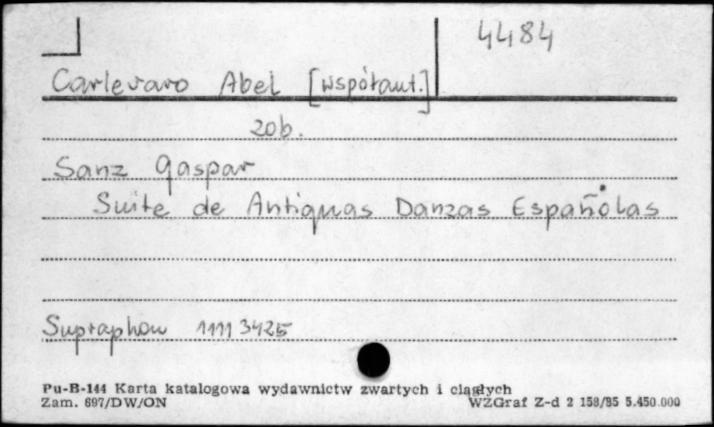 4484
Carlevaro Abel [współaut.]
zob.
Sanz Gaspar
Suite de Antiguas Danzas Españolas
Supraphon 1111 3425
Pu-B-144 Karta katalogowa wydawnictw zwartych i ciągłych
Zam. 697/DW/ON WZGraf Z-d 2 158/85 5.450.000